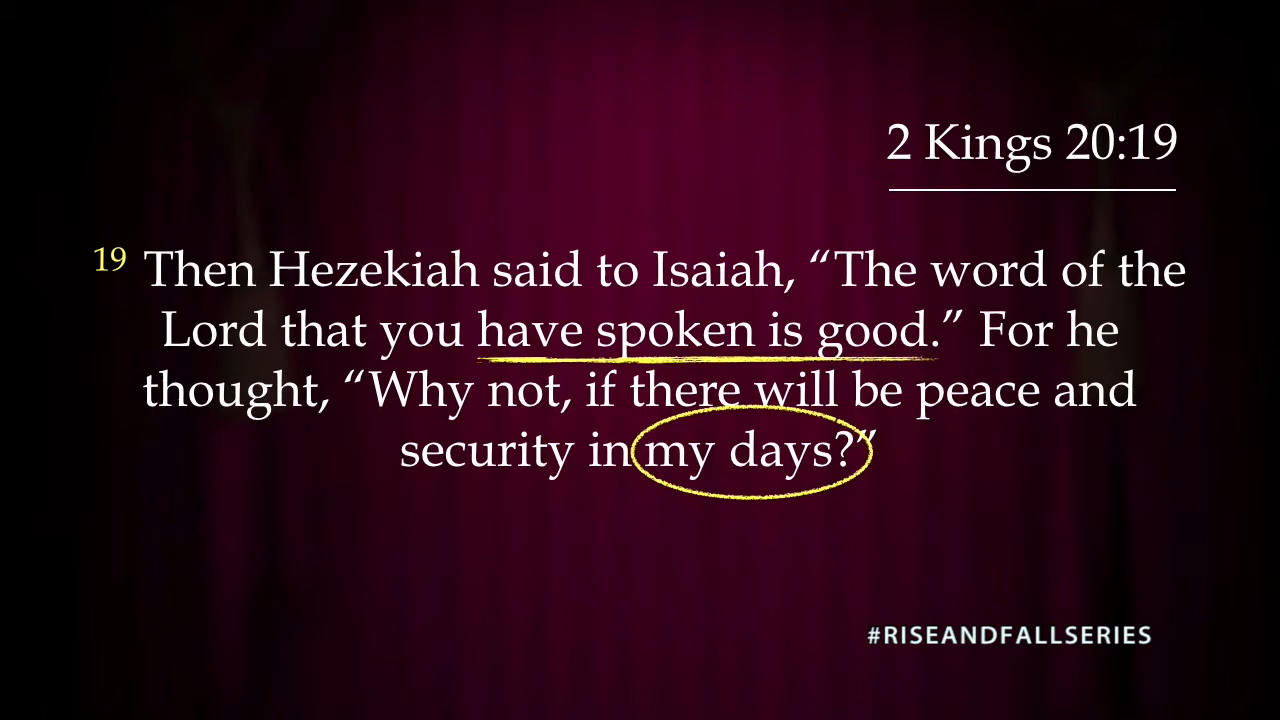 2 Kings 20:19
19 Then Hezekiah said to Isaiah, “The word of the
Lord that you have spoken is good.” For he
thought, “Why not, if there will be peace and
security in my days?”
#RISEANDFALLSERIES